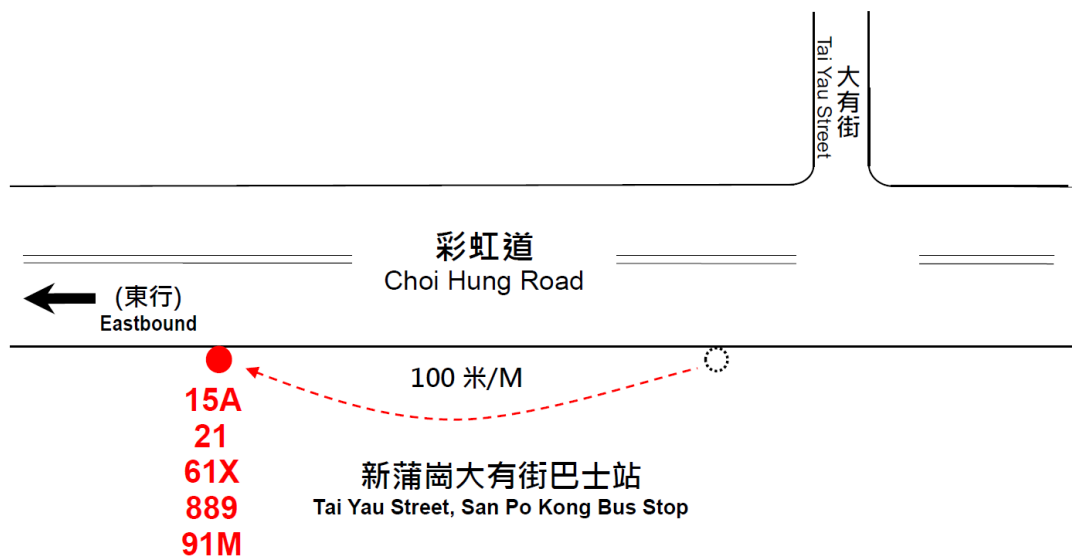 大有街
Tai Yau Street
彩虹道
Choi Hung Road
(東行)
Eastbound
100 米/M
15A
21
61X
889
91M
新蒲崗大有街巴士站
Tai Yau Street, San Po Kong Bus Stop